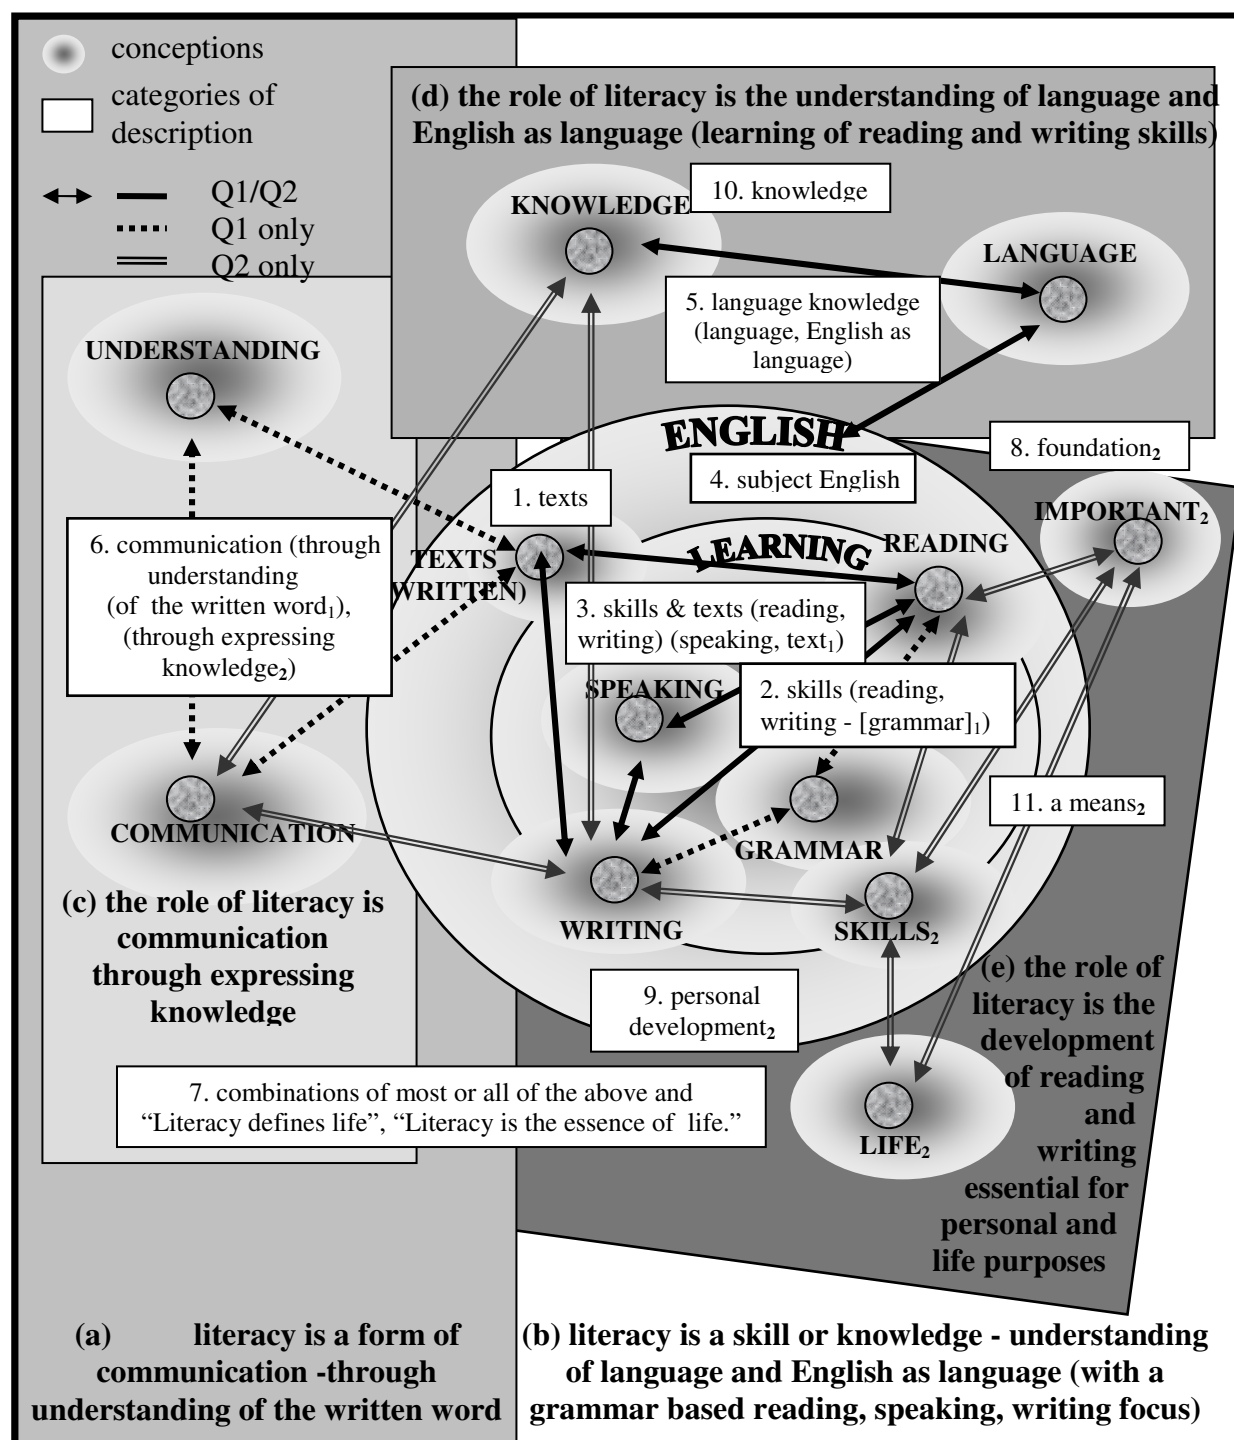 conceptions
categories of
description
Q1/Q2
Q1 only
Q2 only
(d) the role of literacy is the understanding of language and
English as language (learning of reading and writing skills)
10. knowledge
KNOWLEDGE
LANGUAGE
5. language knowledge
(language, English as
language)
UNDERSTANDING
ENGLISH
8. foundation₂
4. subject English
1. texts
IMPORTANT₂
6. communication (through
understanding
(of the written word₁),
(through expressing
knowledge₂)
TEXTS
WRITTEN)
LEARNING
READING
3. skills & texts (reading,
writing) (speaking, text₁)
SPEAKING
2. skills (reading,
writing - [grammar]₁)
11. a means₂
COMMUNICATION
GRAMMAR
WRITING
SKILLS₂
(c) the role of literacy is
communication
through expressing
knowledge
9. personal
development₂
(e) the role of
literacy is the
development
of reading
and
writing
essential for
personal and
life purposes
7. combinations of most or all of the above and
“Literacy defines life”, “Literacy is the essence of life.”
LIFE₂
(a) literacy is a form of
communication -through
understanding of the written word
(b) literacy is a skill or knowledge - understanding
of language and English as language (with a
grammar based reading, speaking, writing focus)